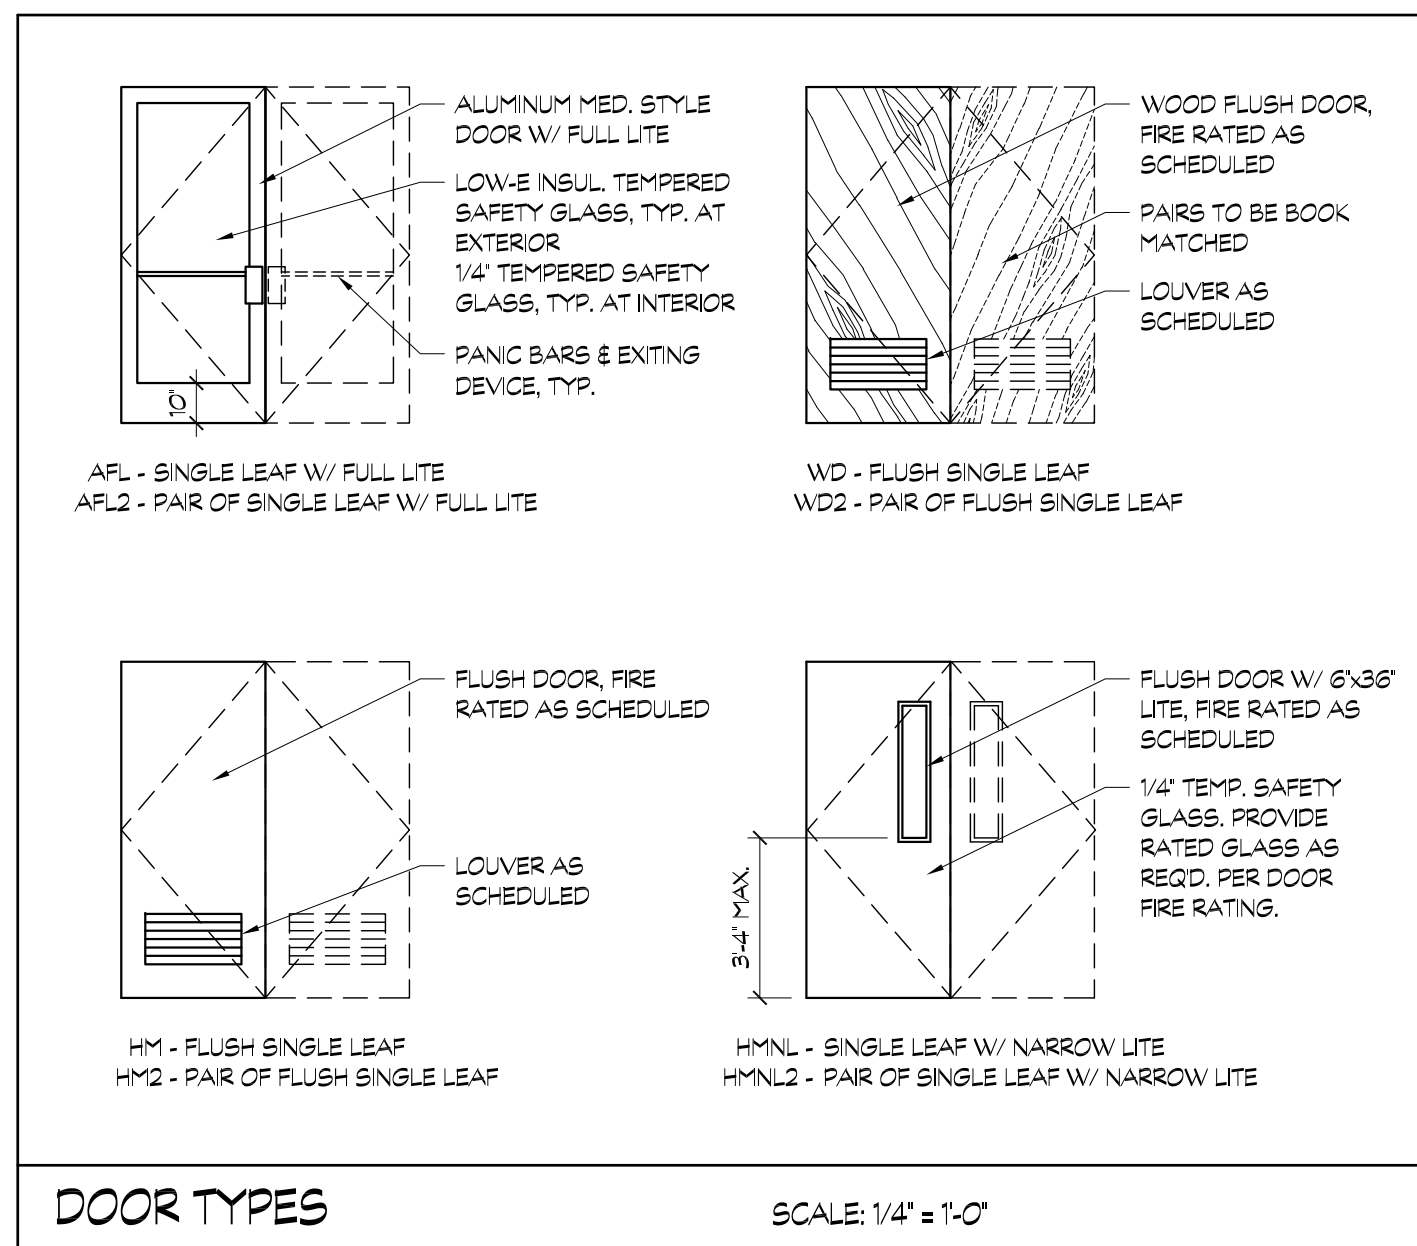 ALUMINUM MED. STYLE
DOOR W/ FULL LITE
LOW-E INSUL. TEMPERED
SAFETY GLASS, TYP. AT
EXTERIOR
1/4" TEMPERED SAFETY
GLASS, TYP. AT INTERIOR
PANIC BARS & EXITING
DEVICE, TYP.
10"
AFL - SINGLE LEAF W/ FULL LITE
AFL2 - PAIR OF SINGLE LEAF W/ FULL LITE
WOOD FLUSH DOOR,
FIRE RATED AS
SCHEDULED
PAIRS TO BE BOOK
MATCHED
LOUVER AS
SCHEDULED
WD - FLUSH SINGLE LEAF
WD2 - PAIR OF FLUSH SINGLE LEAF
FLUSH DOOR, FIRE
RATED AS SCHEDULED
LOUVER AS
SCHEDULED
HM - FLUSH SINGLE LEAF
HM2 - PAIR OF FLUSH SINGLE LEAF
FLUSH DOOR W/ 6"x36"
LITE, FIRE RATED AS
SCHEDULED
1/4" TEMP. SAFETY
GLASS. PROVIDE
RATED GLASS AS
REQ'D. PER DOOR
FIRE RATING.
3'-4" MAX.
HMNL - SINGLE LEAF W/ NARROW LITE
HMNL2 - PAIR OF SINGLE LEAF W/ NARROW LITE
DOOR TYPES
SCALE: 1/4" = 1'-0"